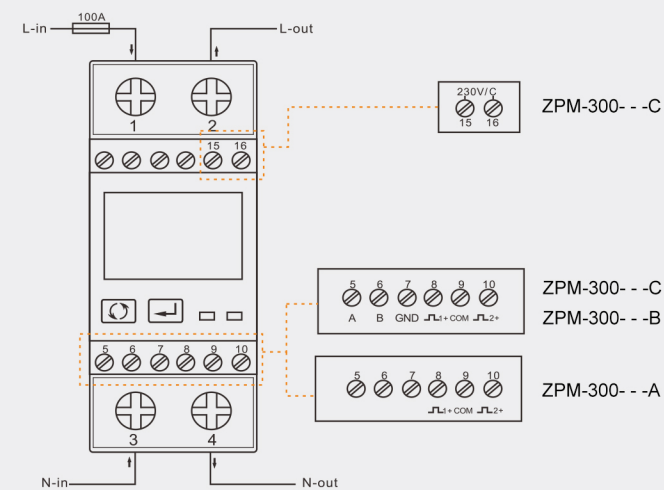 100A
L-in
L-out
1 2
15 16
230V/C
15 16
ZPM-300- - -C
5 6 7 8 9 10
A B GND 1+ COM 2+
ZPM-300- - -C
ZPM-300- - -B
5 6 7 8 9 10
5 6 7 8 9 10
1+ COM 2+
ZPM-300- - -A
3 4
N-in
N-out